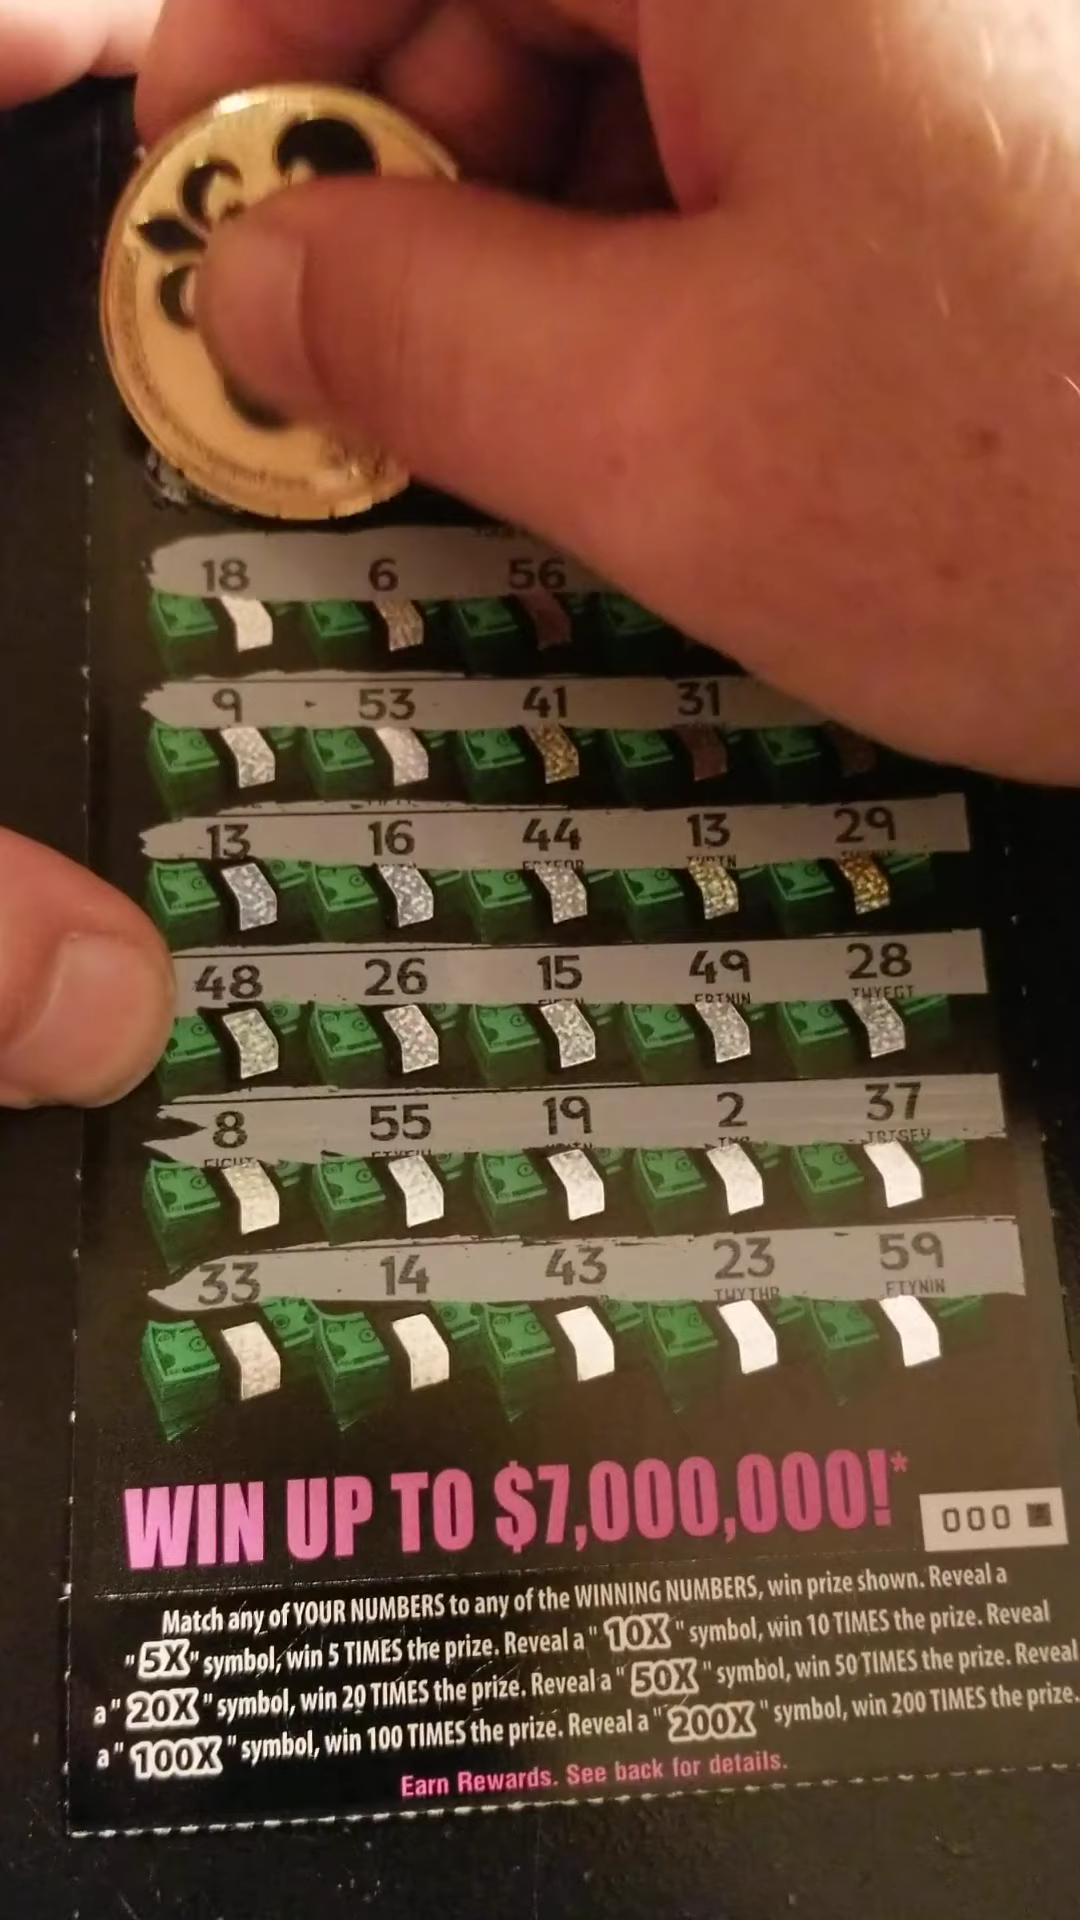 18 6 56
9 53 41 31
13 16 44 13 29
48 26 15 49 28
THYEGT
8 55 19 2 37
33 14 43 23 59
TWYTHR FTYNIN
WIN UP TO $7,000,000!*
000
Match any of YOUR NUMBERS to any of the WINNING NUMBERS, win prize shown. Reveal a
"5X" symbol, win 5 TIMES the prize. Reveal a "10X" symbol, win 10 TIMES the prize. Reveal
a "20X" symbol, win 20 TIMES the prize. Reveal a "50X" symbol, win 50 TIMES the prize. Reveal
a "100X" symbol, win 100 TIMES the prize. Reveal a "200X" symbol, win 200 TIMES the prize.
Earn Rewards. See back for details.